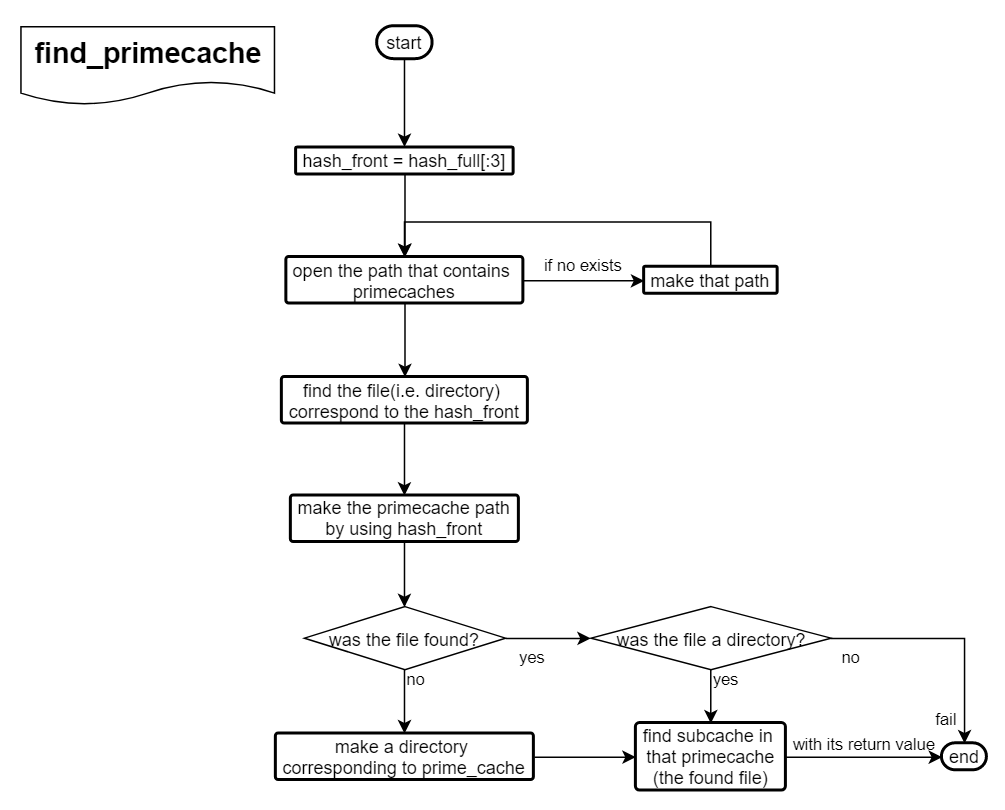 find_primecache
start
hash_front = hash_full[:3]
open the path that contains
primecaches
if no exists
make that path
find the file(i.e. directory)
correspond to the hash_front
make the primecache path
by using hash_front
was the file found?
yes
was the file a directory?
no
no
yes
fail
make a directory
corresponding to prime_cache
find subcache in
that primecache
(the found file)
with its return value
end